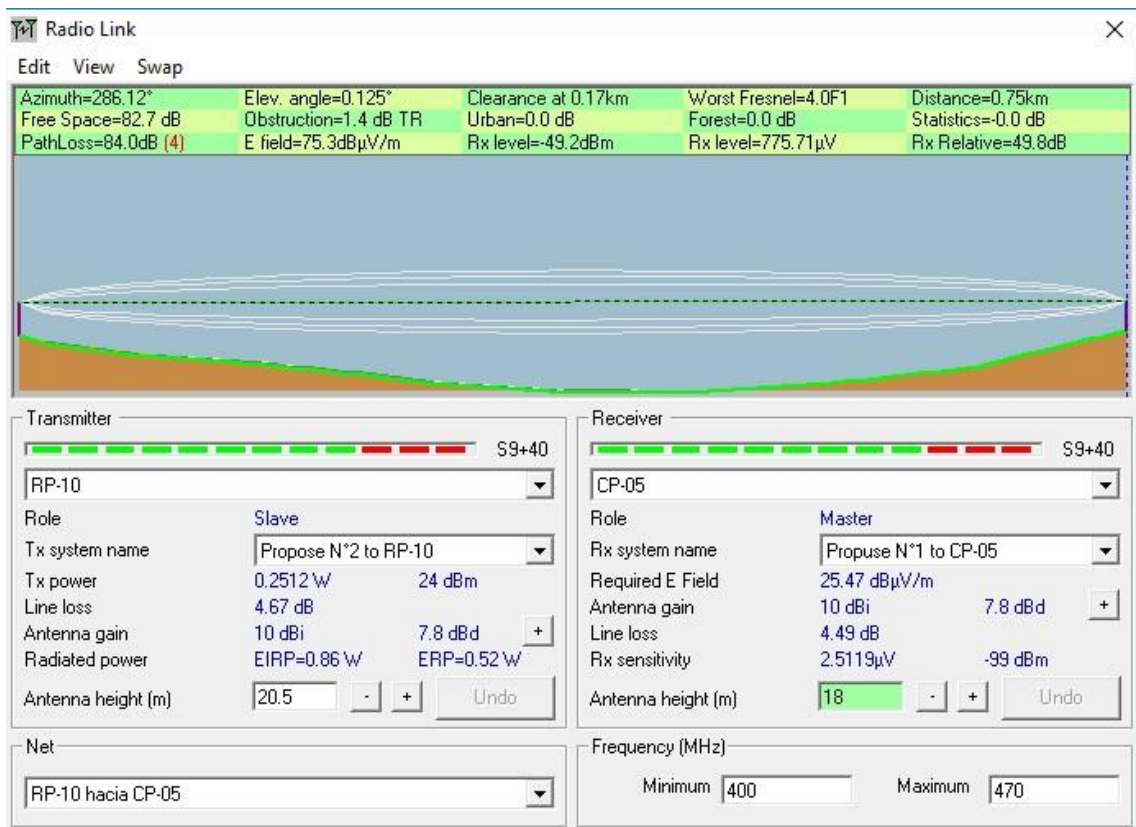 Radio Link
Edit View Swap
Azimuth=286.12° Elev. angle=0.125° Clearance at 0.17km Worst Fresnel=4.0F1 Distance=0.75km
Free Space=82.7 dB Obstruction=1.4 dB TR Urban=0.0 dB Forest=0.0 dB Statistics=-0.0 dB
PathLoss=84.0dB (4) E field=75.3dBµV/m Rx level=-49.2dBm Rx level=775.71µV Rx Relative=49.8dB
Transmitter
S9+40
RP-10
Role Slave
Tx system name Propose N°2 to RP-10
Tx power 0.2512 W 24 dBm
Line loss 4.67 dB
Antenna gain 10 dBi 7.8 dBd +
Radiated power EIRP=0.86 W ERP=0.52 W
Antenna height (m) 20.5 - + Undo
Net
RP-10 hacia CP-05
Receiver
S9+40
CP-05
Role Master
Rx system name Propuse N°1 to CP-05
Required E Field 25.47 dBµV/m
Antenna gain 10 dBi 7.8 dBd +
Line loss 4.49 dB
Rx sensitivity 2.5119µV -99 dBm
Antenna height (m) 18 - + Undo
Frequency (MHz)
Minimum 400 Maximum 470